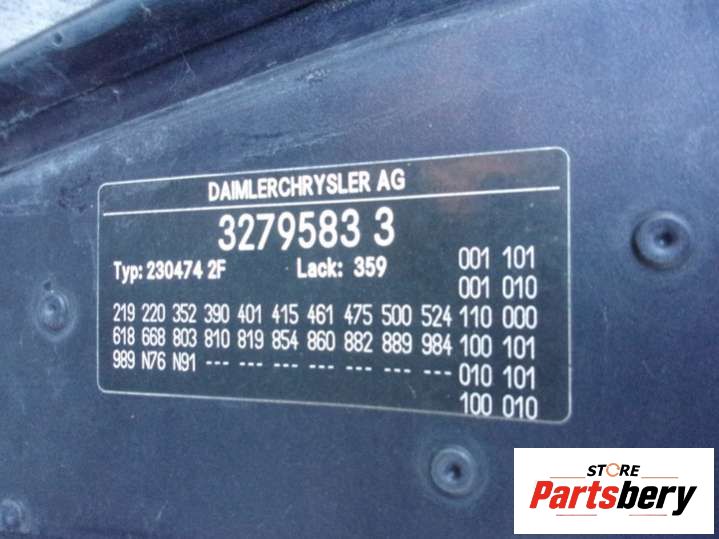 DAIMLERCHRYSLER AG
3279583 3
Typ: 230474 2F Lack: 359
001 101
001 010
219 220 352 390 401 415 461 475 500 524 110 000
618 668 803 810 819 854 860 882 889 984 100 101
989 N76 N91 --- --- --- --- --- --- --- 010 101
100 010
STORE
Partsbery